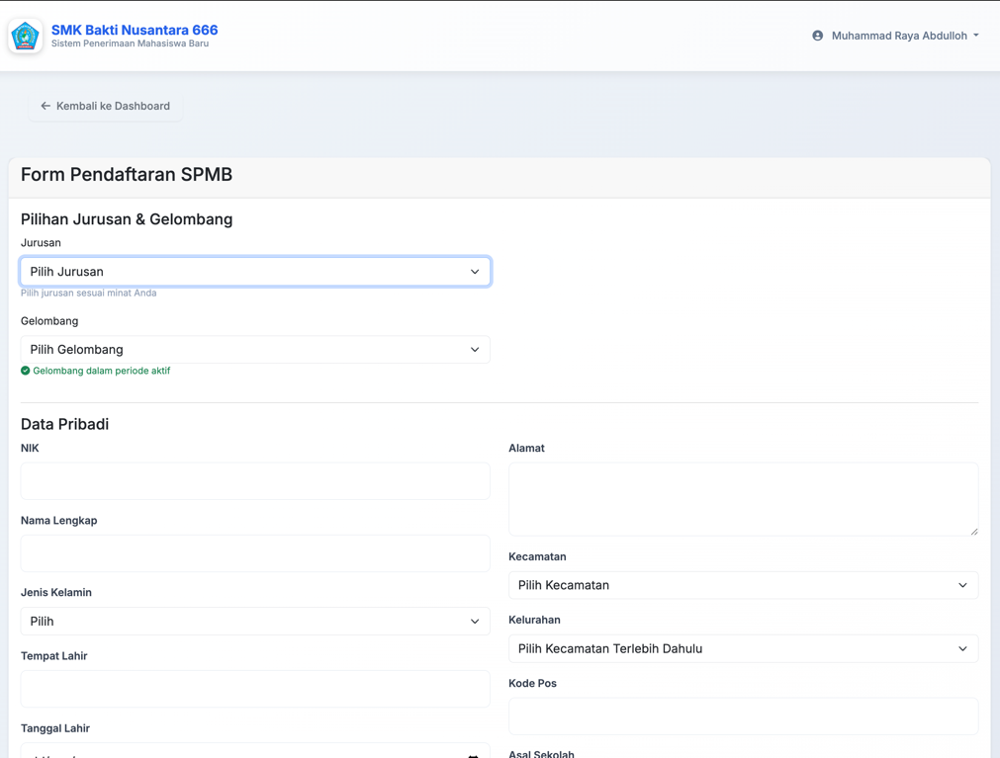 SMK Bakti Nusantara 666
Sistem Penerimaan Mahasiswa Baru
Muhammad Raya Abdulloh
Kembali ke Dashboard
Form Pendaftaran SPMB
Pilihan Jurusan & Gelombang
Jurusan
Pilih Jurusan
Pilih jurusan sesuai minat Anda
Gelombang
Pilih Gelombang
Gelombang dalam periode aktif
Data Pribadi
NIK
Nama Lengkap
Jenis Kelamin
Pilih
Tempat Lahir
Tanggal Lahir
Alamat
Kecamatan
Pilih Kecamatan
Kelurahan
Pilih Kecamatan Terlebih Dahulu
Kode Pos
Asal Sekolah